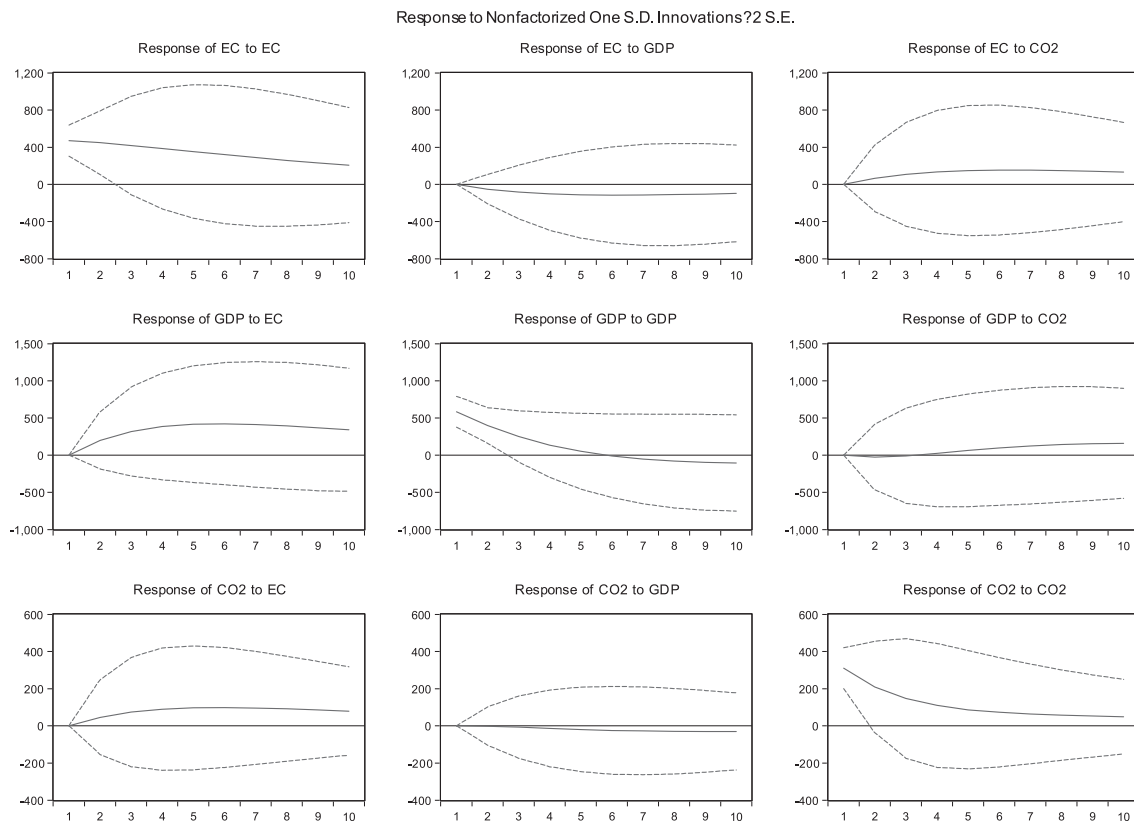 Response to Nonfactorized One S.D. Innovations?2 S.E.
Response of EC to EC
1,200
800
400
0
-400
-800
1 2 3 4 5 6 7 8 9 10
Response of EC to GDP
1,200
800
400
0
-400
-800
1 2 3 4 5 6 7 8 9 10
Response of EC to CO2
1,200
800
400
0
-400
-800
1 2 3 4 5 6 7 8 9 10
Response of GDP to EC
1,500
1,000
500
0
-500
-1,000
1 2 3 4 5 6 7 8 9 10
Response of GDP to GDP
1,500
1,000
500
0
-500
-1,000
1 2 3 4 5 6 7 8 9 10
Response of GDP to CO2
1,500
1,000
500
0
-500
-1,000
1 2 3 4 5 6 7 8 9 10
Response of CO2 to EC
600
400
200
0
-200
-400
1 2 3 4 5 6 7 8 9 10
Response of CO2 to GDP
600
400
200
0
-200
-400
1 2 3 4 5 6 7 8 9 10
Response of CO2 to CO2
600
400
200
0
-200
-400
1 2 3 4 5 6 7 8 9 10